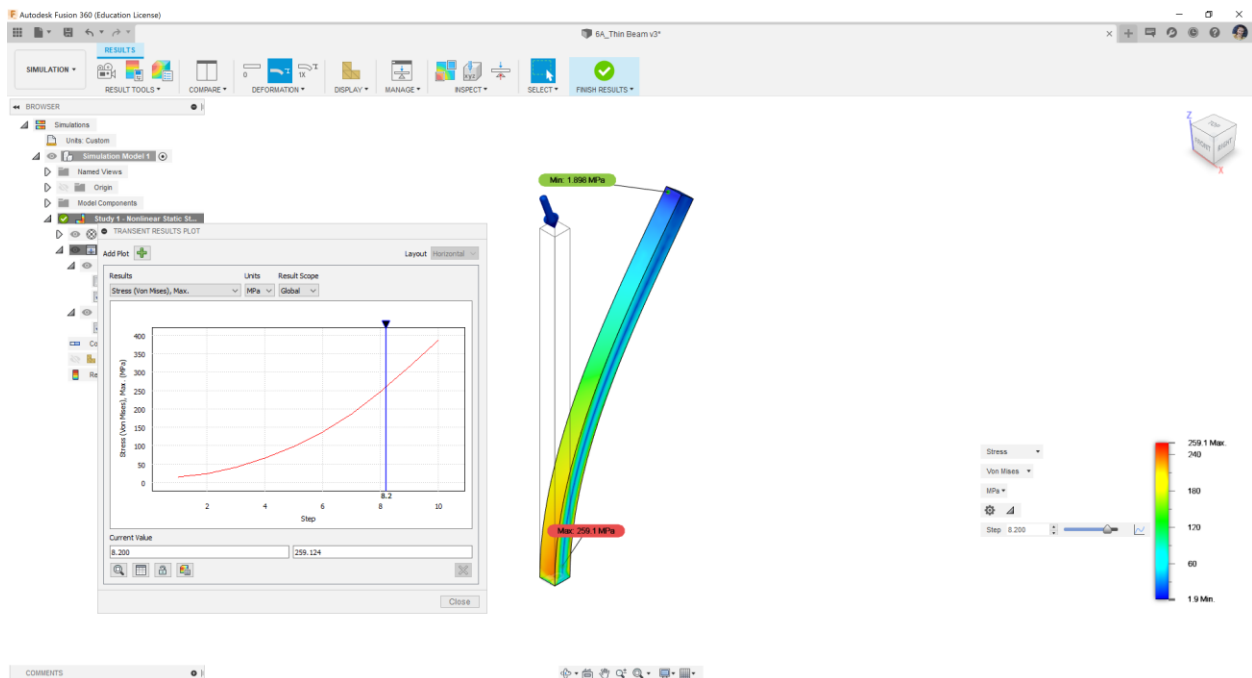 Autodesk Fusion 360 (Education License)
6A_Thin Beam v3*
RESULTS
SIMULATION
RESULT TOOLS
COMPARE
DEFORMATION
DISPLAY
MANAGE
INSPECT
SELECT
FINISH RESULTS
BROWSER
Simulations
Units: Custom
Simulation Model 1
Named Views
Origin
Model Components
Study 1 - Nonlinear Static St...
TRANSIENT RESULTS PLOT
Add Plot
Layout Horizontal
Results Units Result Scope
Stress (Von Mises), Max. MPa Global
Stress (Von Mises), Max. (MPa)
400
350
300
250
200
150
100
50
0
8.2
2 4 6 8 10
Step
Current Value
8.200 259.124
Close
Co
Re
Min: 1.898 MPa
Max: 259.1 MPa
TOP
FRONT
RIGHT
Z
X
Stress
Von Mises
MPa
Step 8.200
259.1 Max.
240
180
120
60
1.9 Min.
COMMENTS